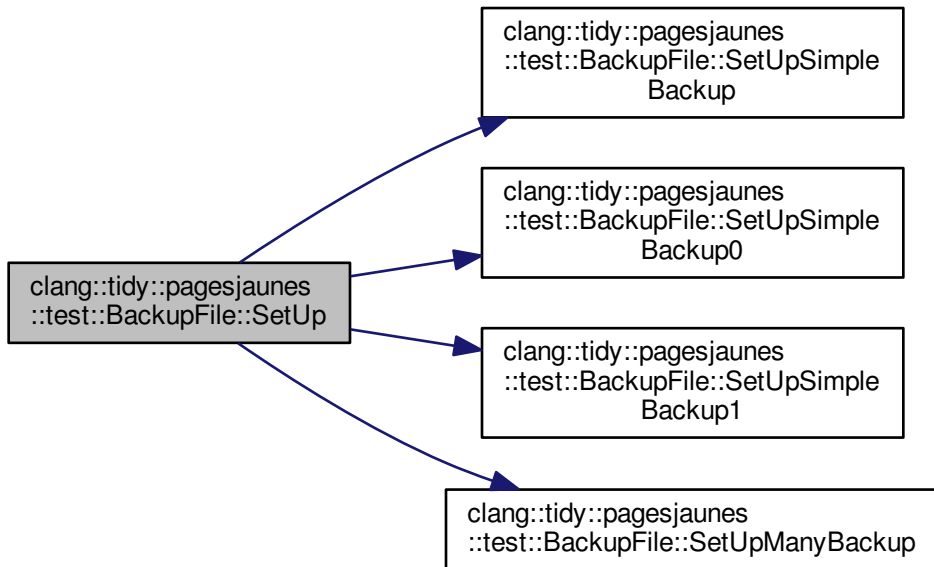 clang::tidy::pagesjaunes
::test::BackupFile::SetUpSimple
Backup
clang::tidy::pagesjaunes
::test::BackupFile::SetUpSimple
Backup0
clang::tidy::pagesjaunes
::test::BackupFile::SetUp
clang::tidy::pagesjaunes
::test::BackupFile::SetUpSimple
Backup1
clang::tidy::pagesjaunes
::test::BackupFile::SetUpManyBackup